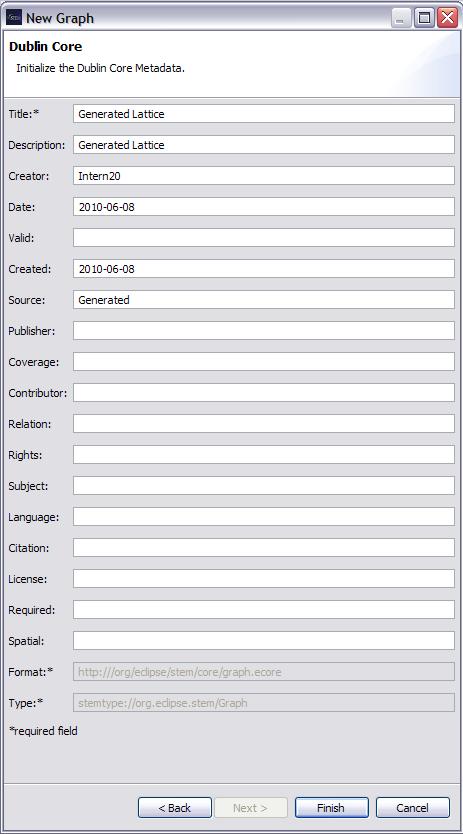 New Graph
Dublin Core
Initialize the Dublin Core Metadata.
Title:* Generated Lattice
Description: Generated Lattice
Creator: Intern20
Date: 2010-06-08
Valid:
Created: 2010-06-08
Source: Generated
Publisher:
Coverage:
Contributor:
Relation:
Rights:
Subject:
Language:
Citation:
License:
Required:
Spatial:
Format:* http:///org/eclipse/stem/core/graph.ecore
Type:* stemtype://org.eclipse.stem/Graph
*required field
< Back Next > Finish Cancel